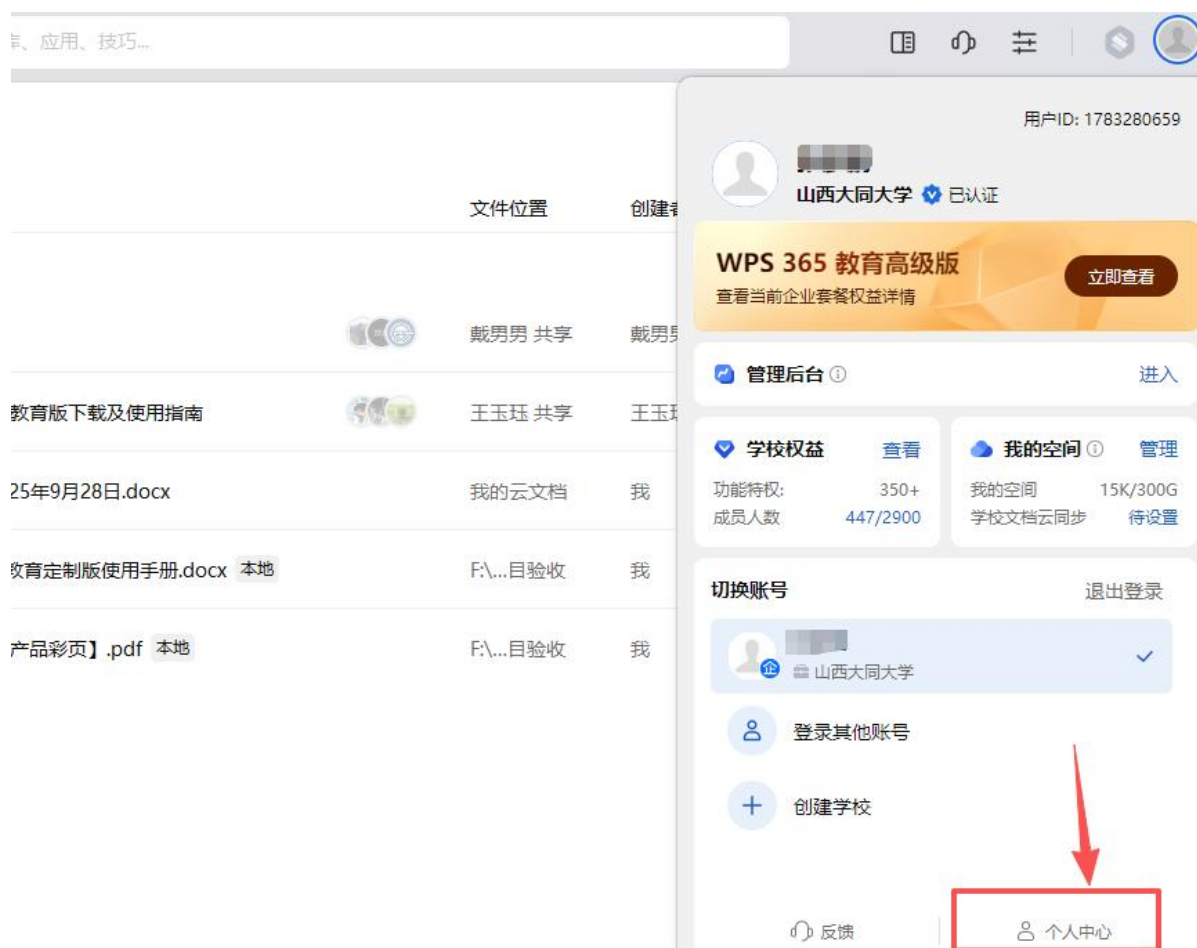 库、应用、技巧...
用户ID: 1783280659
山西大同大学 已认证
文件位置 创建者
WPS 365 教育高级版
查看当前企业套餐权益详情
立即查看
戴男男 共享 戴男男
管理后台 进入
教育版下载及使用指南 王玉珏 共享 王玉珏
学校权益 查看
功能特权: 350+
成员人数 447/2900
我的空间 管理
我的空间 15K/300G
学校文档云同步 待设置
25年9月28日.docx 我的云文档 我
教育定制版使用手册.docx 本地 F:\...目验收 我
切换账号 退出登录
产品彩页】.pdf 本地 F:\...目验收 我
企
山西大同大学
登录其他账号
创建学校
反馈 个人中心